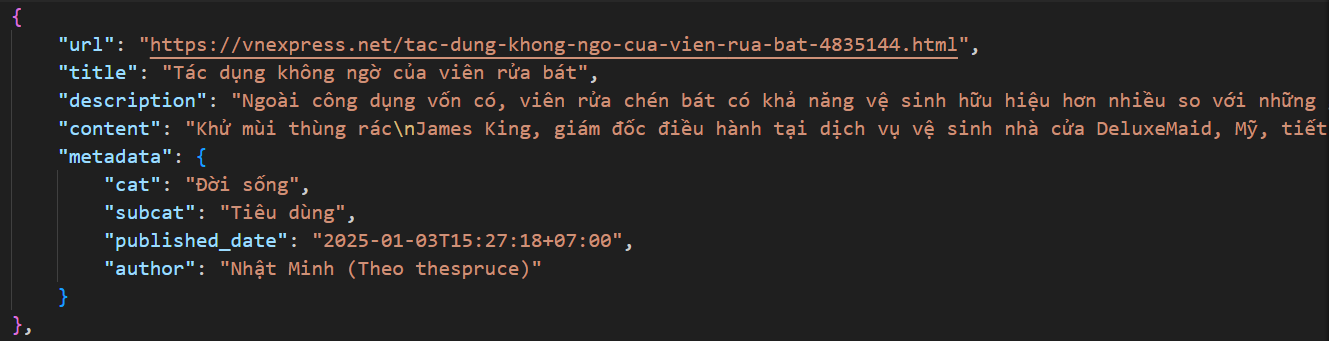 {
"url": "https://vnexpress.net/tac-dung-khong-ngo-cua-vien-rua-bat-4835144.html",
"title": "Tác dụng không ngờ của viên rửa bát",
"description": "Ngoài công dụng vốn có, viên rửa chén bát có khả năng vệ sinh hữu hiệu hơn nhiều so với những
"content": "Khử mùi thùng rác\nJames King, giám đốc điều hành tại dịch vụ vệ sinh nhà cửa DeluxeMaid, Mỹ, tiết
"metadata": {
"cat": "Đời sống",
"subcat": "Tiêu dùng",
"published_date": "2025-01-03T15:27:18+07:00",
"author": "Nhật Minh (Theo thespruce)"
}
},